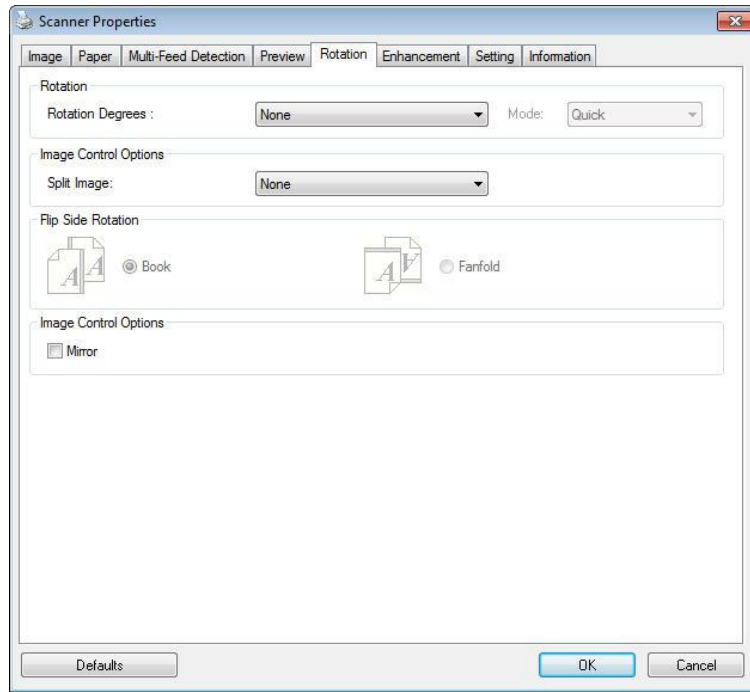 Scanner Properties
Image Paper Multi-Feed Detection Preview Rotation Enhancement Setting Information
Rotation
Rotation Degrees : None Mode: Quick
Image Control Options
Split Image: None
Flip Side Rotation
A A Book A A Fanfold
Image Control Options
Mirror
Defaults OK Cancel